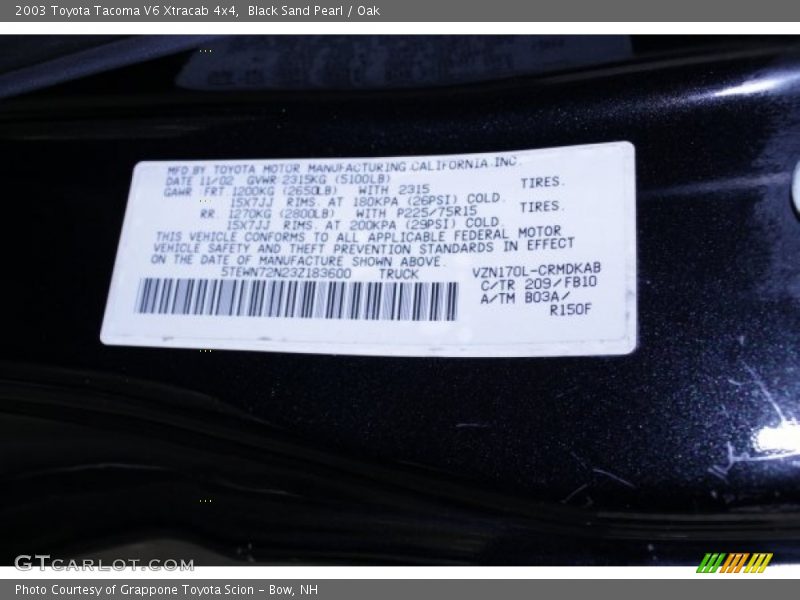 2003 Toyota Tacoma V6 Xtracab 4x4,  Black Sand Pearl / Oak
MFD BY TOYOTA MOTOR MANUFACTURING CALIFORNIA INC.
DATE 11/02 GVWR 2315KG (5100LB)
GAWR FRT 1200KG (2650LB) WITH 2315 TIRES.
15X7JJ RIMS. AT 180KPA (26PSI) COLD.
RR. 1270KG (2800LB) WITH P225/75R15 TIRES.
15X7JJ RIMS. AT 200KPA (29PSI) COLD
THIS VEHICLE CONFORMS TO ALL APPLICABLE FEDERAL MOTOR
VEHICLE SAFETY AND THEFT PREVENTION STANDARDS IN EFFECT
ON THE DATE OF MANUFACTURE SHOWN ABOVE.
5TEWN72N23Z183600 TRUCK VZN170L-CRMDKAB
C/TR 209/FB10
A/TM B03A/
R150F
GTCARLOT.COM
Photo Courtesy of Grappone Toyota Scion - Bow, NH